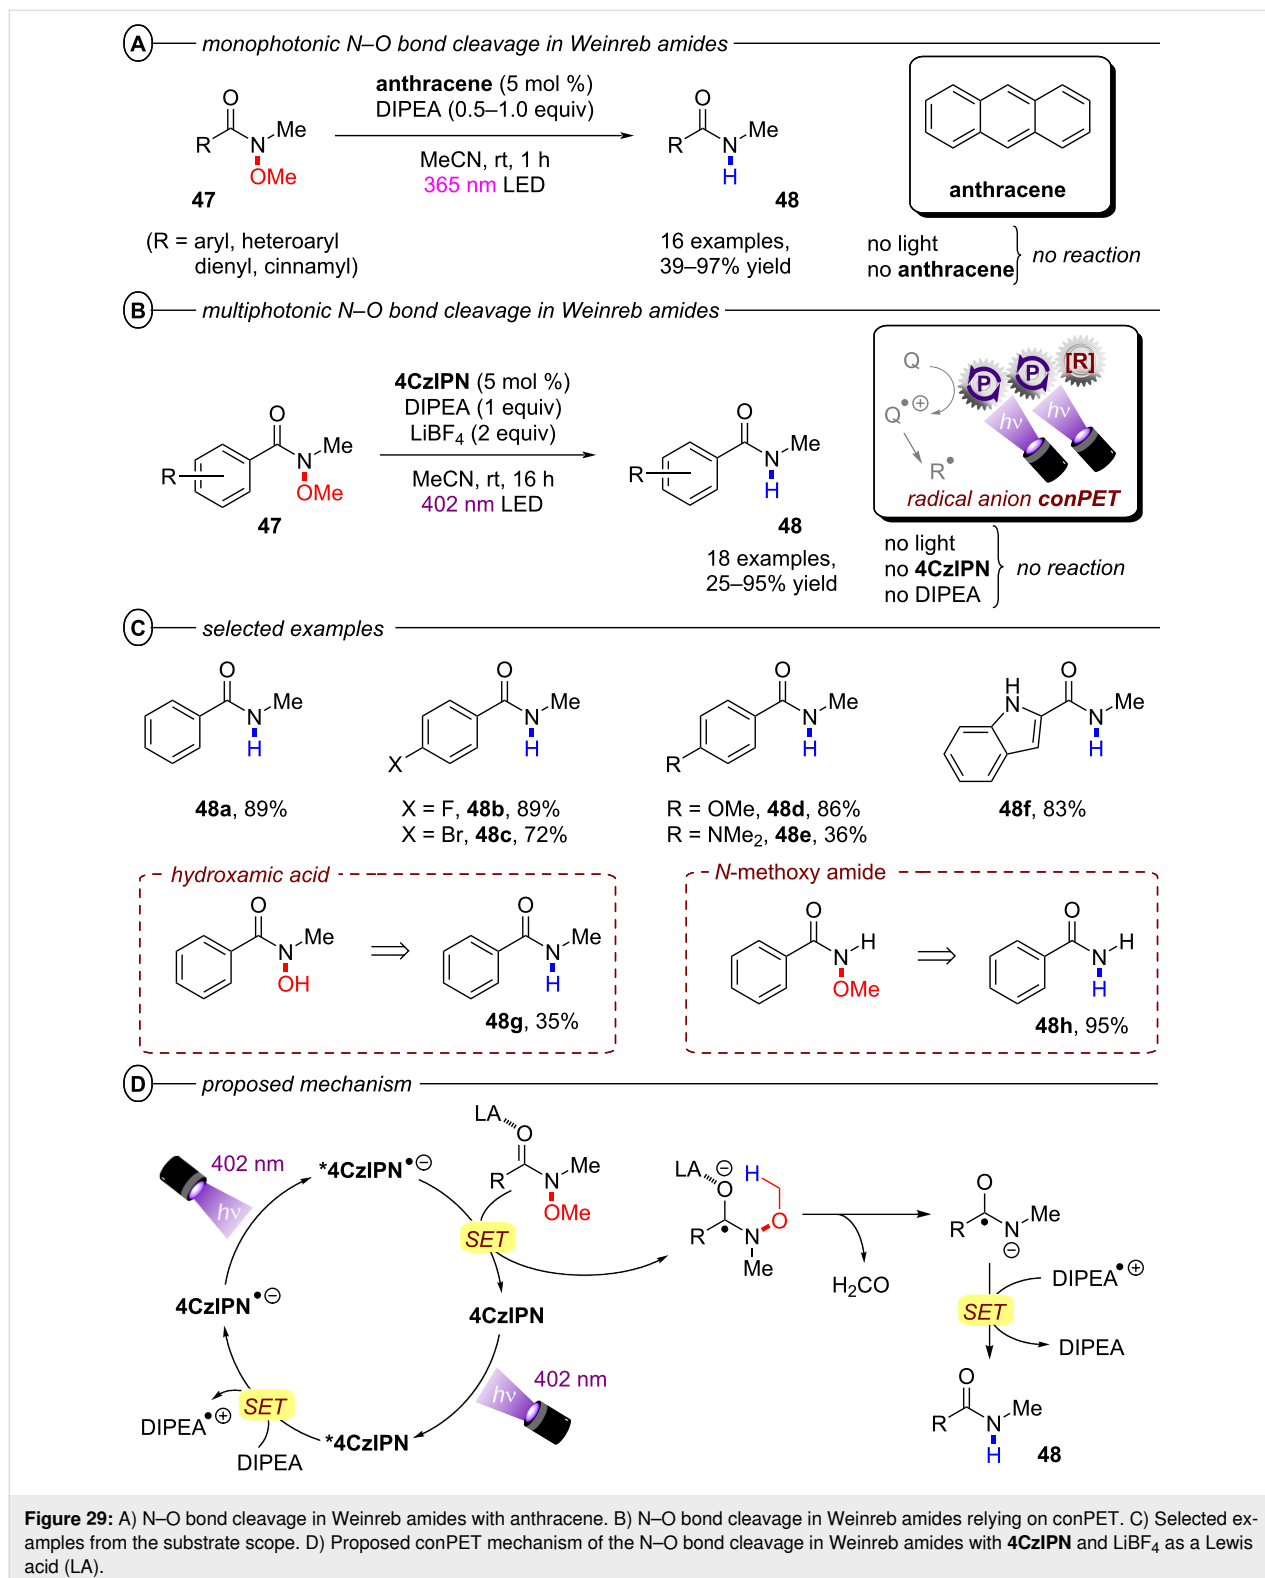 A monophotonic N–O bond cleavage in Weinreb amides
anthracene (5 mol %)
DIPEA (0.5–1.0 equiv)
MeCN, rt, 1 h
365 nm LED
O
R
N
Me
OMe
47
(R = aryl, heteroaryl
dienyl, cinnamyl)
O
R
N
Me
H
48
16 examples,
39–97% yield
anthracene
no light
no anthracene
no reaction
B multiphotonic N–O bond cleavage in Weinreb amides
4CzIPN (5 mol %)
DIPEA (1 equiv)
LiBF4 (2 equiv)
MeCN, rt, 16 h
402 nm LED
O
R
N
Me
OMe
47
O
R
N
Me
H
48
18 examples,
25–95% yield
Q
P
P
[R]
Q•⊕
hν
hν
R•
radical anion conPET
no light
no 4CzIPN
no DIPEA
no reaction
C selected examples
O
N
Me
H
48a, 89%
O
N
Me
H
X
X = F, 48b, 89%
X = Br, 48c, 72%
O
N
Me
H
R
R = OMe, 48d, 86%
R = NMe2, 48e, 36%
H
N
O
N
Me
H
48f, 83%
hydroxamic acid
O
N
Me
OH
⇒
O
N
Me
H
48g, 35%
N-methoxy amide
O
N
H
OMe
⇒
O
N
H
H
48h, 95%
D proposed mechanism
402 nm
hν
*4CzIPN•⊖
LA
O
R
N
Me
OMe
SET
4CzIPN•⊖
4CzIPN
402 nm
hν
*4CzIPN
SET
DIPEA•⊕
DIPEA
LA
⊖
O
H
O
R
•
N
Me
H2CO
O
R
•
N
Me
⊖
DIPEA•⊕
SET
DIPEA
O
R
N
Me
H
48
Figure 29: A) N–O bond cleavage in Weinreb amides with anthracene. B) N–O bond cleavage in Weinreb amides relying on conPET. C) Selected ex-
amples from the substrate scope. D) Proposed conPET mechanism of the N–O bond cleavage in Weinreb amides with 4CzIPN and LiBF4 as a Lewis
acid (LA).